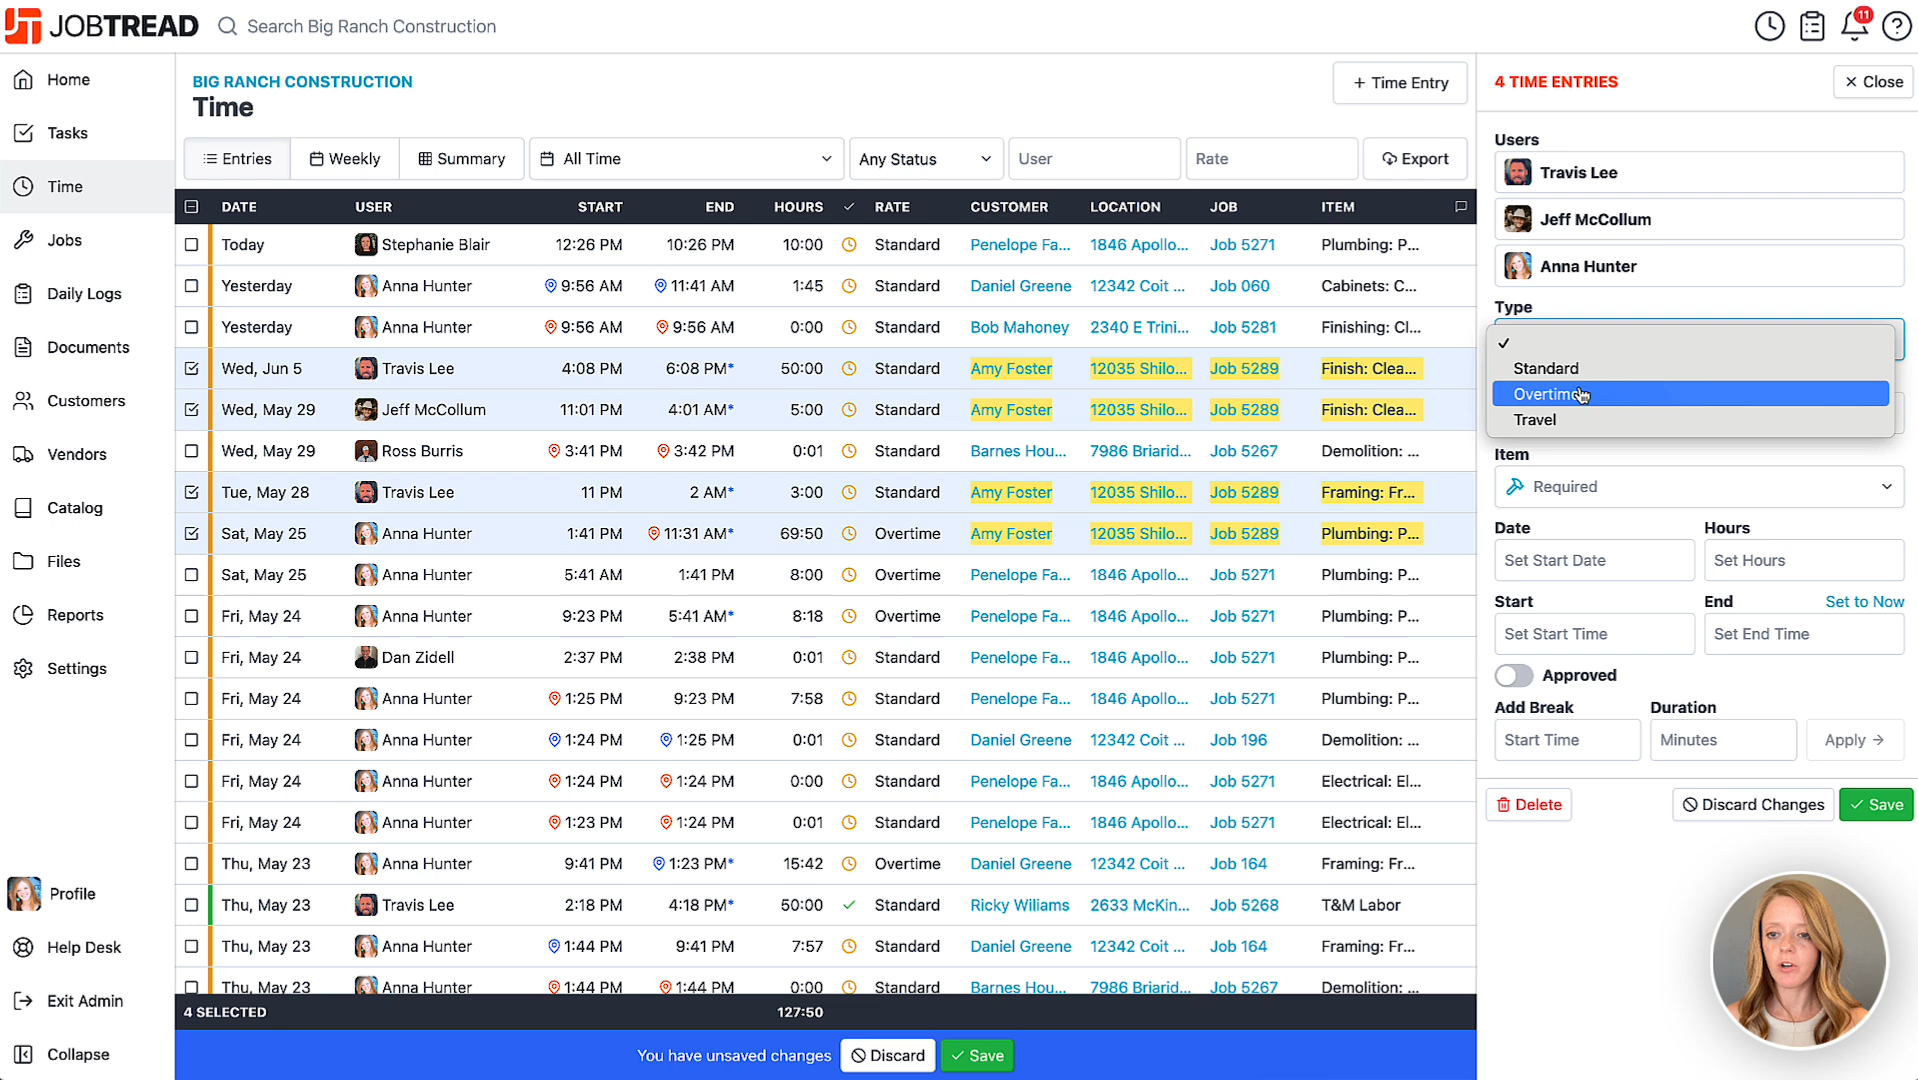 JOBTREAD
Search Big Ranch Construction
11
Home
Tasks
Time
Jobs
Daily Logs
Documents
Customers
Vendors
Catalog
Files
Reports
Settings
Profile
Help Desk
Exit Admin
Collapse
BIG RANCH CONSTRUCTION
Time
+ Time Entry
Entries Weekly Summary All Time Any Status User Rate Export
DATE USER START END HOURS RATE CUSTOMER LOCATION JOB ITEM
Today Stephanie Blair 12:26 PM 10:26 PM 10:00 Standard Penelope Fa... 1846 Apollo... Job 5271 Plumbing: P...
Yesterday Anna Hunter 9:56 AM 11:41 AM 1:45 Standard Daniel Greene 12342 Coit ... Job 060 Cabinets: C...
Yesterday Anna Hunter 9:56 AM 9:56 AM 0:00 Standard Bob Mahoney 2340 E Trini... Job 5281 Finishing: Cl...
Wed, Jun 5 Travis Lee 4:08 PM 6:08 PM* 50:00 Standard Amy Foster 12035 Shilo... Job 5289 Finish: Clea...
Wed, May 29 Jeff McCollum 11:01 PM 4:01 AM* 5:00 Standard Amy Foster 12035 Shilo... Job 5289 Finish: Clea...
Wed, May 29 Ross Burris 3:41 PM 3:42 PM 0:01 Standard Barnes Hou... 7986 Briarid... Job 5267 Demolition: ...
Tue, May 28 Travis Lee 11 PM 2 AM* 3:00 Standard Amy Foster 12035 Shilo... Job 5289 Framing: Fr...
Sat, May 25 Anna Hunter 1:41 PM 11:31 AM* 69:50 Overtime Amy Foster 12035 Shilo... Job 5289 Plumbing: P...
Sat, May 25 Anna Hunter 5:41 AM 1:41 PM 8:00 Overtime Penelope Fa... 1846 Apollo... Job 5271 Plumbing: P...
Fri, May 24 Anna Hunter 9:23 PM 5:41 AM* 8:18 Overtime Penelope Fa... 1846 Apollo... Job 5271 Plumbing: P...
Fri, May 24 Dan Zidell 2:37 PM 2:38 PM 0:01 Standard Penelope Fa... 1846 Apollo... Job 5271 Plumbing: P...
Fri, May 24 Anna Hunter 1:25 PM 9:23 PM 7:58 Standard Penelope Fa... 1846 Apollo... Job 5271 Plumbing: P...
Fri, May 24 Anna Hunter 1:24 PM 1:25 PM 0:01 Standard Daniel Greene 12342 Coit ... Job 196 Demolition: ...
Fri, May 24 Anna Hunter 1:24 PM 1:24 PM 0:00 Standard Penelope Fa... 1846 Apollo... Job 5271 Electrical: El...
Fri, May 24 Anna Hunter 1:23 PM 1:24 PM 0:01 Standard Penelope Fa... 1846 Apollo... Job 5271 Electrical: El...
Thu, May 23 Anna Hunter 9:41 PM 1:23 PM* 15:42 Overtime Daniel Greene 12342 Coit ... Job 164 Framing: Fr...
Thu, May 23 Travis Lee 2:18 PM 4:18 PM* 50:00 Standard Ricky Wiliams 2633 McKin... Job 5268 T&M Labor
Thu, May 23 Anna Hunter 1:44 PM 9:41 PM 7:57 Standard Daniel Greene 12342 Coit ... Job 164 Framing: Fr...
Thu, May 23 Anna Hunter 1:44 PM 1:44 PM 0:00 Standard Barnes Hou... 7986 Briarid... Job 5267 Demolition: ...
4 SELECTED 127:50
You have unsaved changes Discard Save
4 TIME ENTRIES Close
Users
Travis Lee
Jeff McCollum
Anna Hunter
Type
Standard
Overtime
Travel
Item
Required
Date Hours
Set Start Date Set Hours
Start End Set to Now
Set Start Time Set End Time
Approved
Add Break Duration
Start Time Minutes Apply
Delete Discard Changes Save